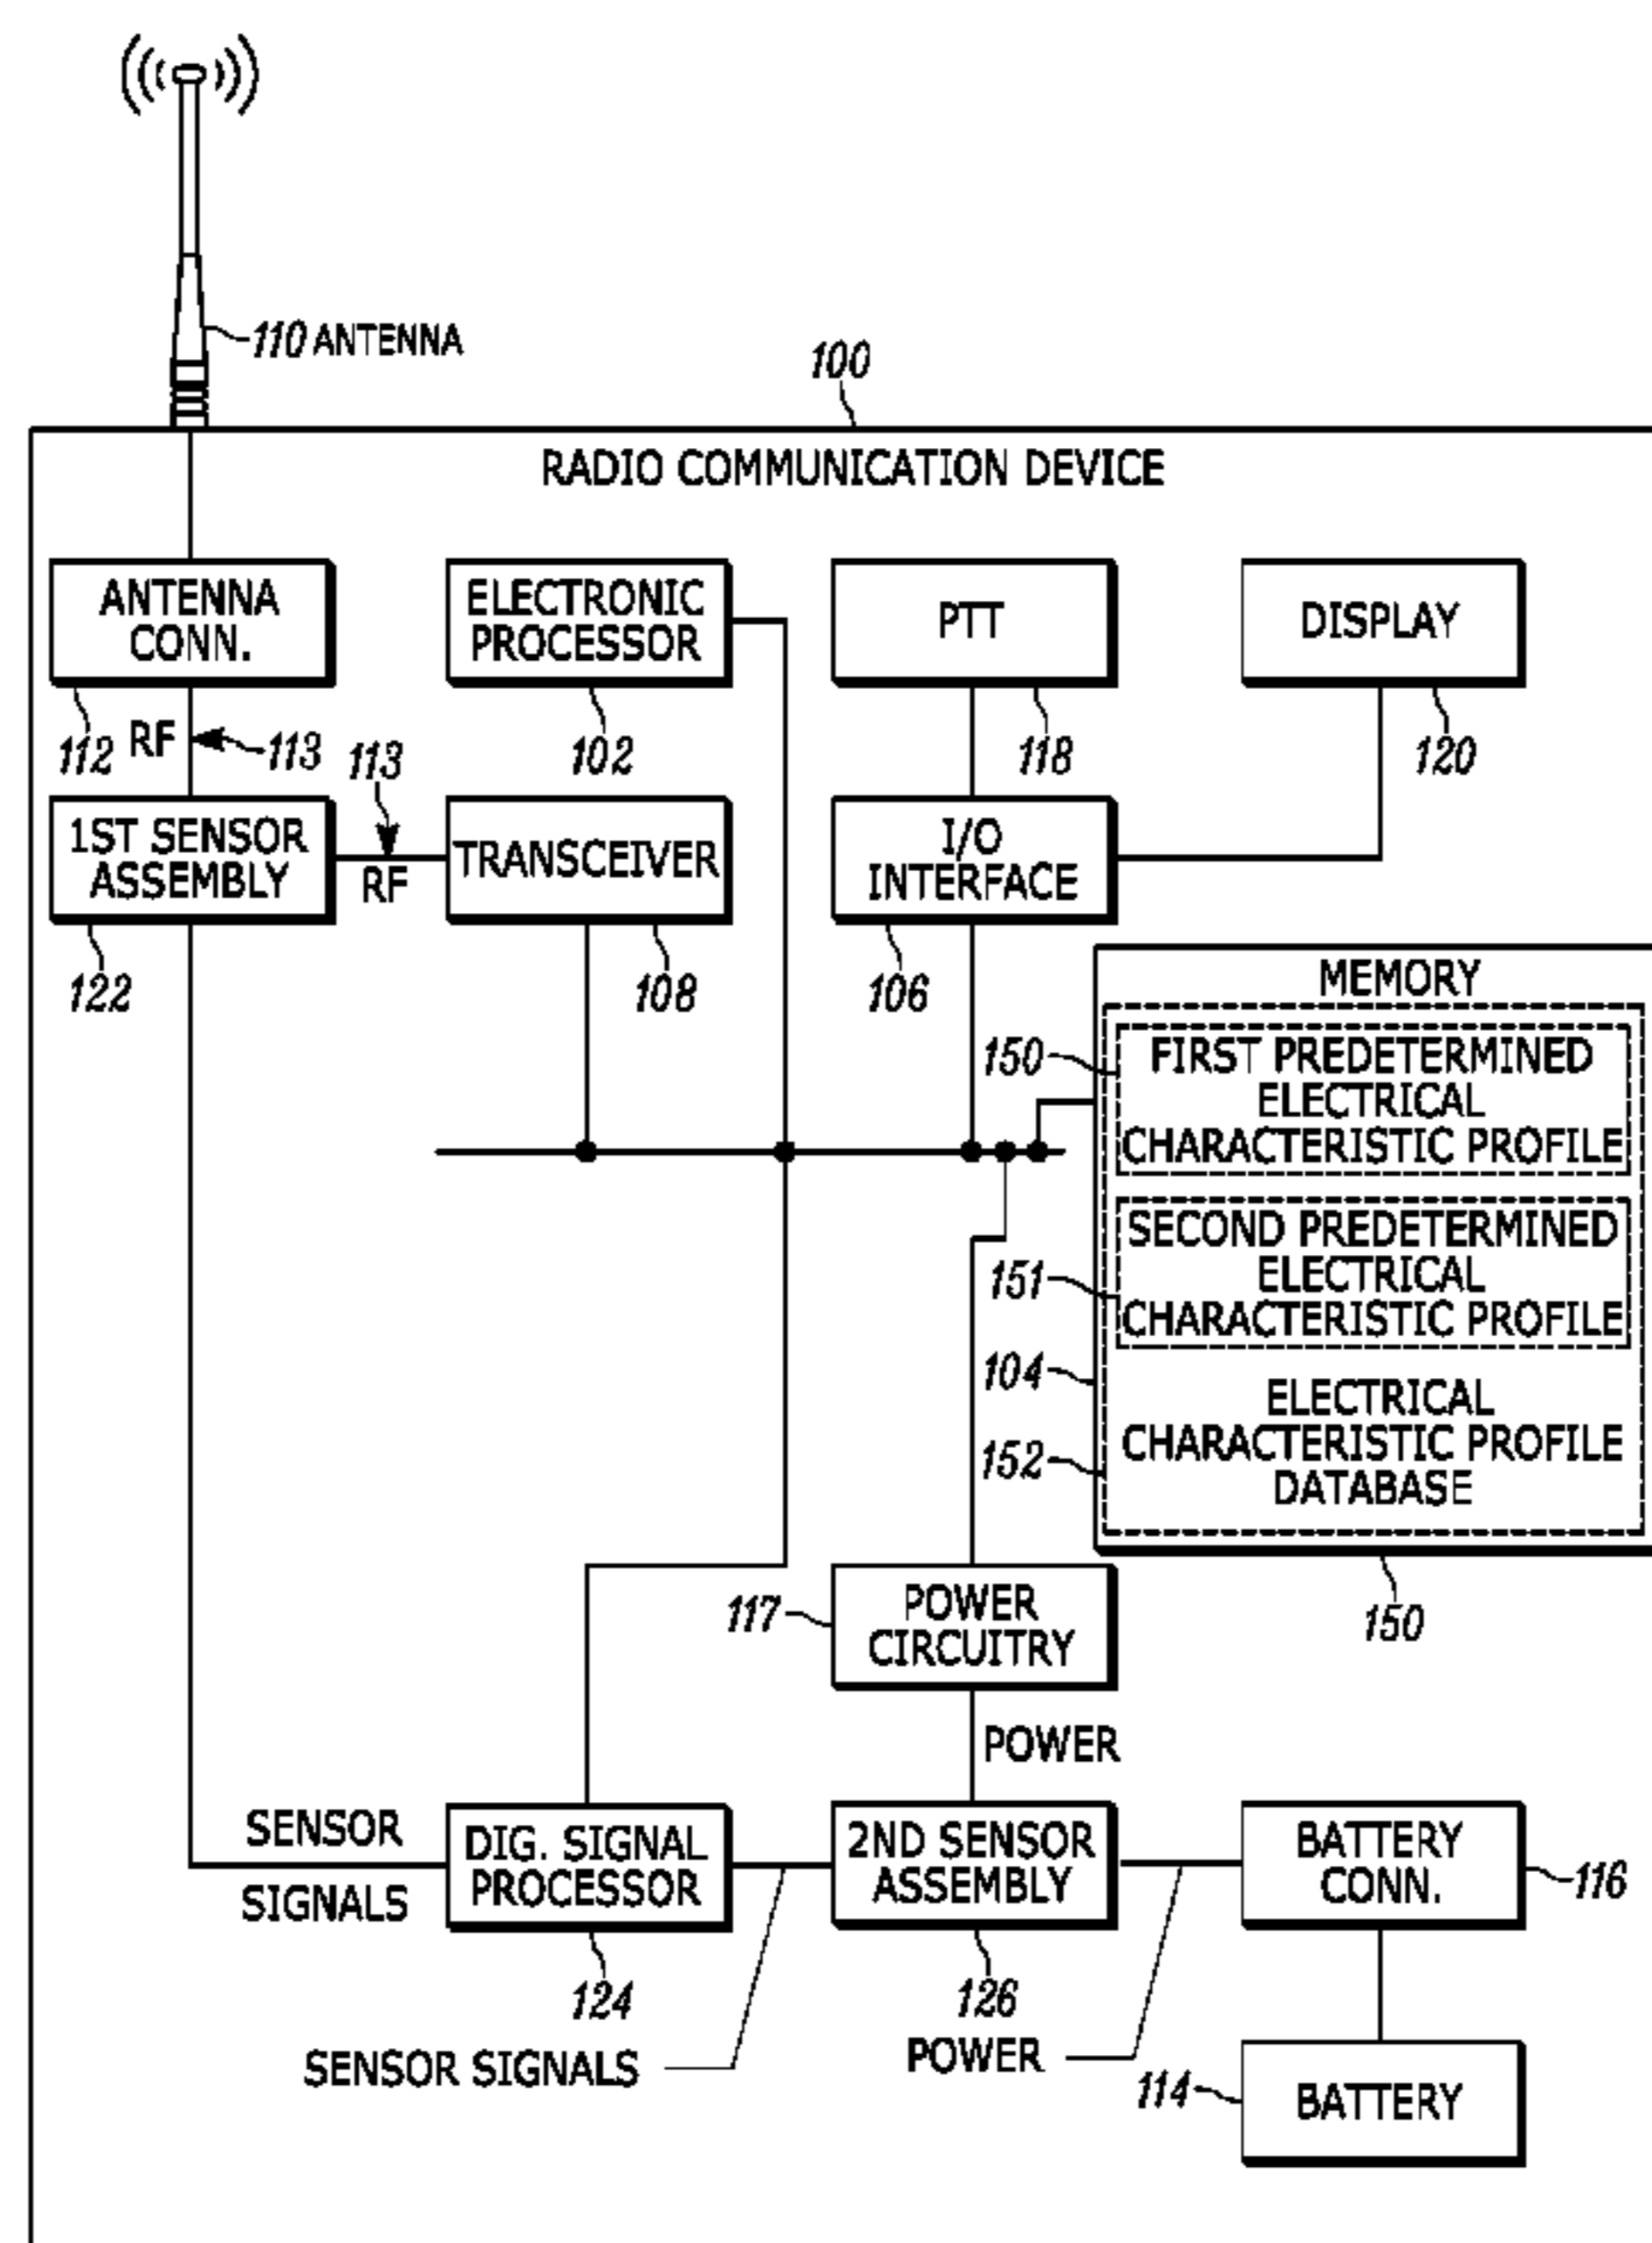 110 ANTENNA
100
RADIO COMMUNICATION DEVICE
ANTENNA
CONN.
ELECTRONIC
PROCESSOR
PTT
DISPLAY
112
RF
113
113
102
118
120
1ST SENSOR
ASSEMBLY
RF
TRANSCEIVER
I/O
INTERFACE
122
108
106
MEMORY
150
FIRST PREDETERMINED
ELECTRICAL
CHARACTERISTIC PROFILE
SECOND PREDETERMINED
ELECTRICAL
CHARACTERISTIC PROFILE
151
104
ELECTRICAL
CHARACTERISTIC PROFILE
DATABASE
152
150
117
POWER
CIRCUITRY
POWER
SENSOR
SIGNALS
DIG. SIGNAL
PROCESSOR
2ND SENSOR
ASSEMBLY
BATTERY
CONN.
116
124
126
SENSOR SIGNALS
POWER
114
BATTERY